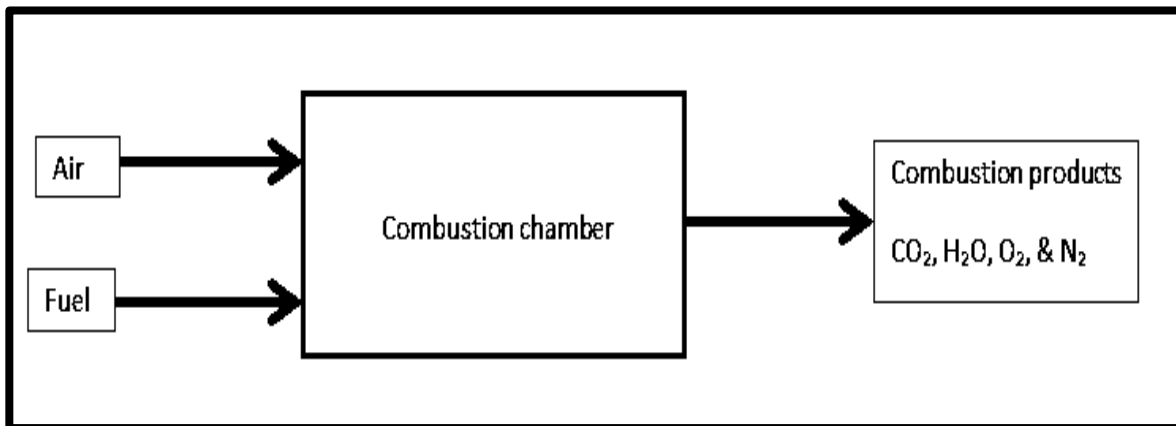 Air
Fuel
Combustion chamber
Combustion products
CO₂, H₂O, O₂, & N₂